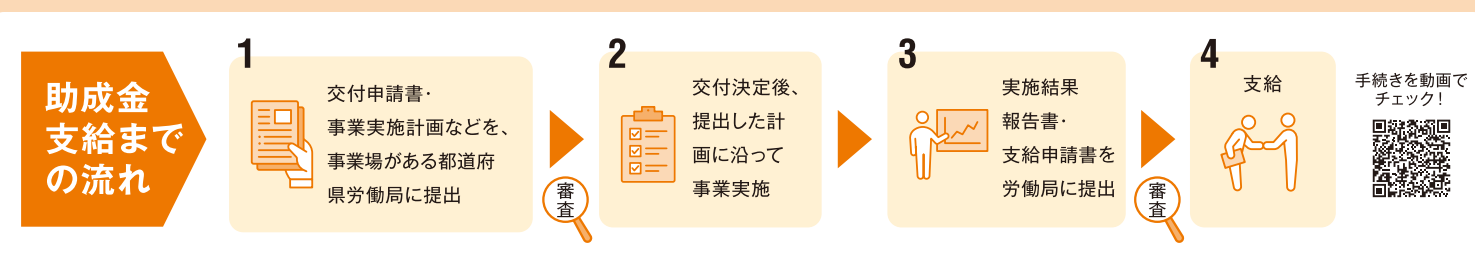 助成金
支給まで
の流れ
1
交付申請書・
事業実施計画などを、
事業場がある都道府
県労働局に提出
審査
2
交付決定後、
提出した計
画に沿って
事業実施
3
実施結果
報告書・
支給申請書を
労働局に提出
審査
4
支給
手続きを動画で
チェック！